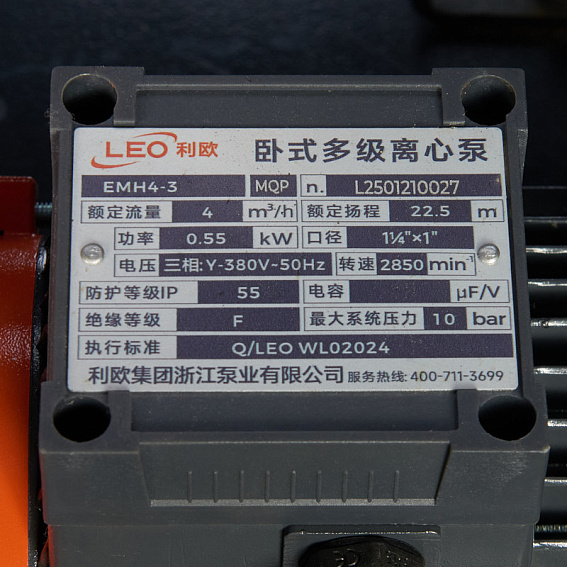 LEO 利欧 卧式多级离心泵
EMH4-3 MQP n. L2501210027
额定流量 4 m³/h 额定扬程 22.5 m
功率 0.55 kW 口径 1¼"×1"
电压 三相:Y-380V~50Hz 转速 2850 min⁻¹
防护等级IP 55 电容 μF/V
绝缘等级 F 最大系统压力 10 bar
执行标准 Q/LEO WL02024
利欧集团浙江泵业有限公司 服务热线: 400-711-3699